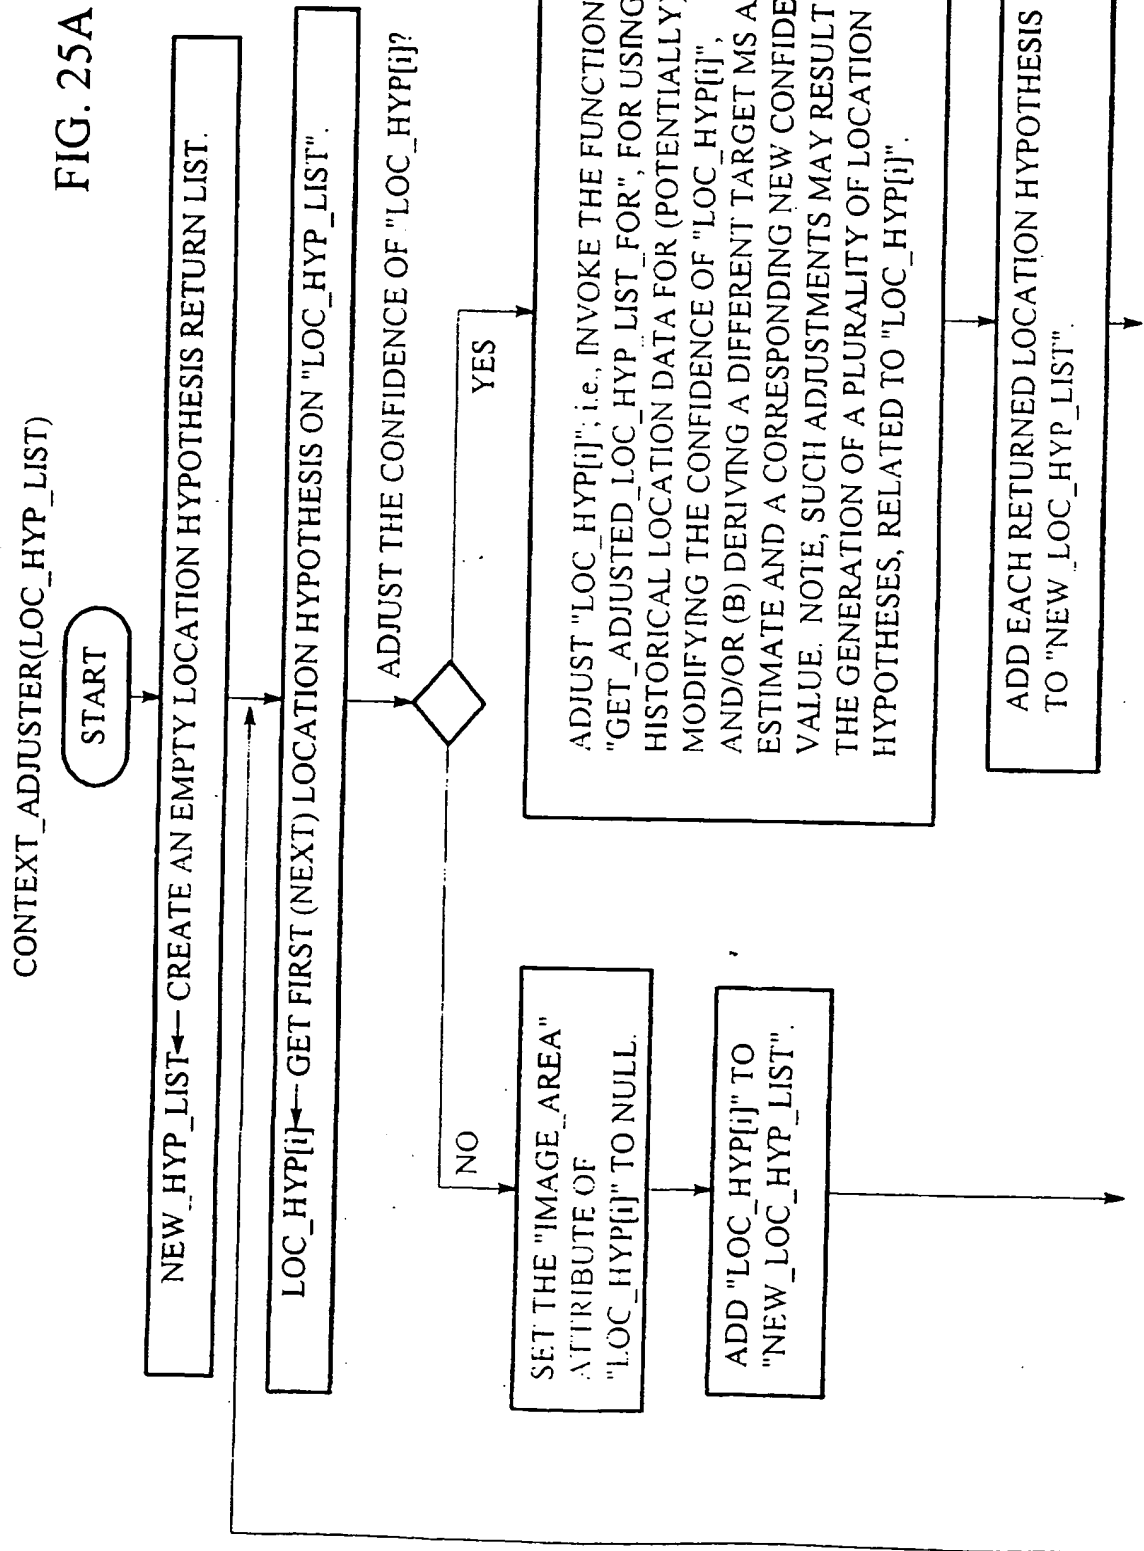 CONTEXT_ADJUSTER(LOC_HYP_LIST)
FIG. 25A
START
NEW_HYP_LIST ← CREATE AN EMPTY LOCATION HYPOTHESIS RETURN LIST.
LOC_HYP[i] ← GET FIRST (NEXT) LOCATION HYPOTHESIS ON "LOC_HYP_LIST".
ADJUST THE CONFIDENCE OF "LOC_HYP[i]?
NO
YES
SET THE "IMAGE_AREA"
ATTRIBUTE OF
"LOC_HYP[i]" TO NULL.
ADD "LOC_HYP[i]" TO
"NEW_LOC_HYP_LIST".
ADJUST "LOC_HYP[i]"; i.e., INVOKE THE FUNCTION
"GET_ADJUSTED_LOC_HYP_LIST_FOR", FOR USING
HISTORICAL LOCATION DATA FOR (POTENTIALLY)
MODIFYING THE CONFIDENCE OF "LOC_HYP[i]",
AND/OR (B) DERIVING A DIFFERENT TARGET MS A
ESTIMATE AND A CORRESPONDING NEW CONFIDE
VALUE. NOTE, SUCH ADJUSTMENTS MAY RESULT
THE GENERATION OF A PLURALITY OF LOCATION
HYPOTHESES, RELATED TO "LOC_HYP[i]".
ADD EACH RETURNED LOCATION HYPOTHESIS
TO "NEW_LOC_HYP_LIST".